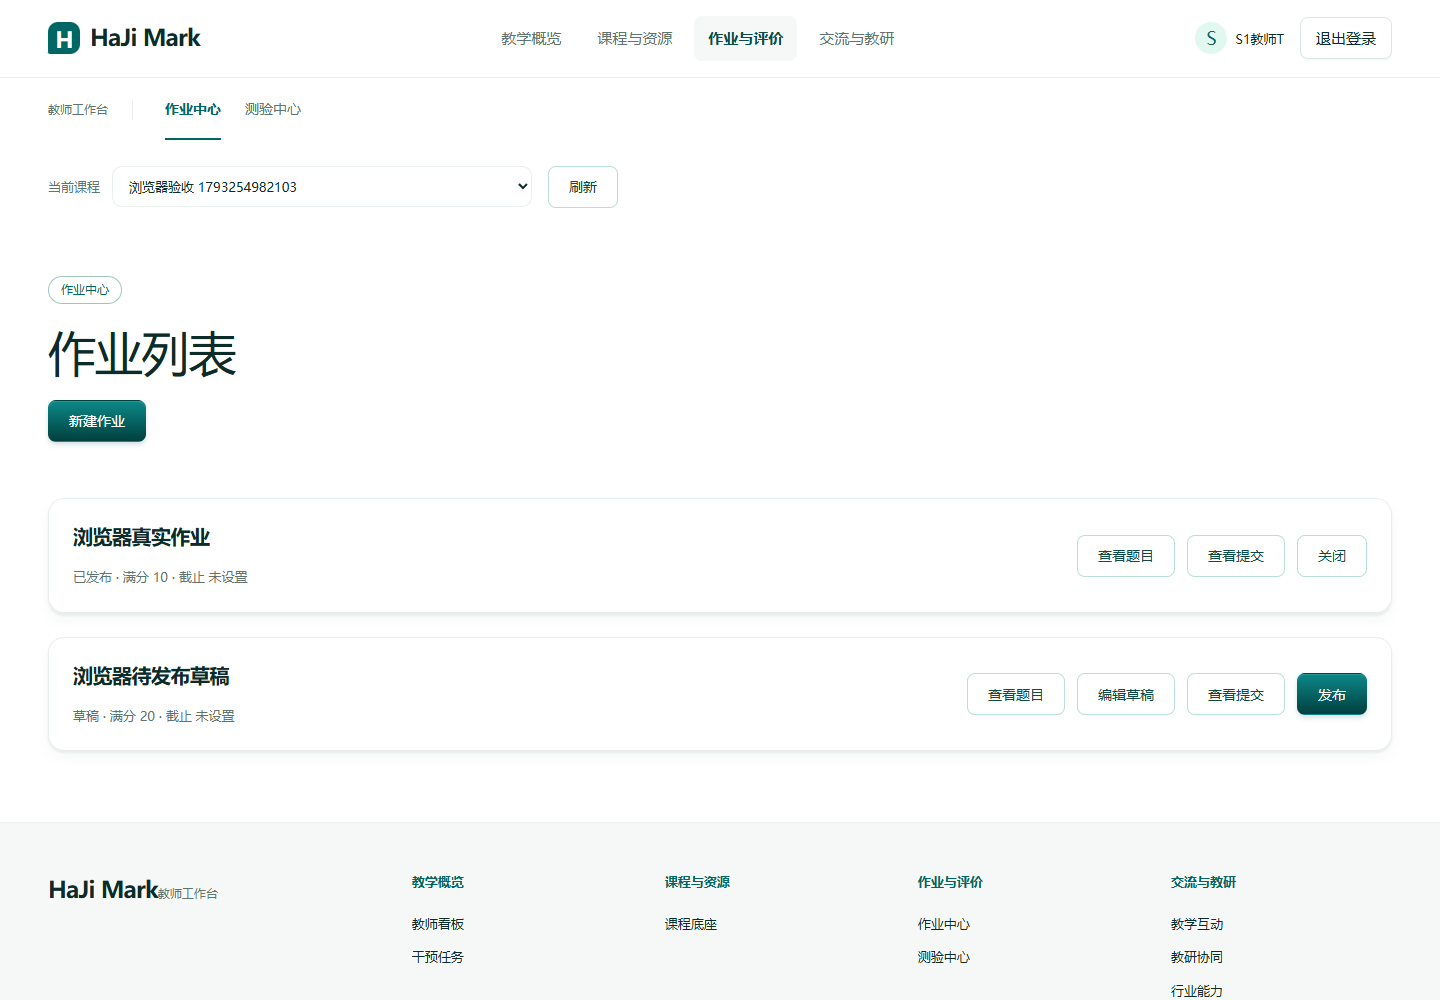 H HaJi Mark 教学概览 课程与资源 作业与评价 交流与教研 S S1教师T 退出登录
教师工作台 作业中心 测验中心
当前课程 浏览器验收 1793254982103 刷新
作业中心
作业列表
新建作业
浏览器真实作业
已发布 · 满分 10 · 截止 未设置
查看题目 查看提交 关闭
浏览器待发布草稿
草稿 · 满分 20 · 截止 未设置
查看题目 编辑草稿 查看提交 发布
HaJi Mark教师工作台
教学概览
教师看板
干预任务
课程与资源
课程底座
作业与评价
作业中心
测验中心
交流与教研
教学互动
教研协同
行业能力